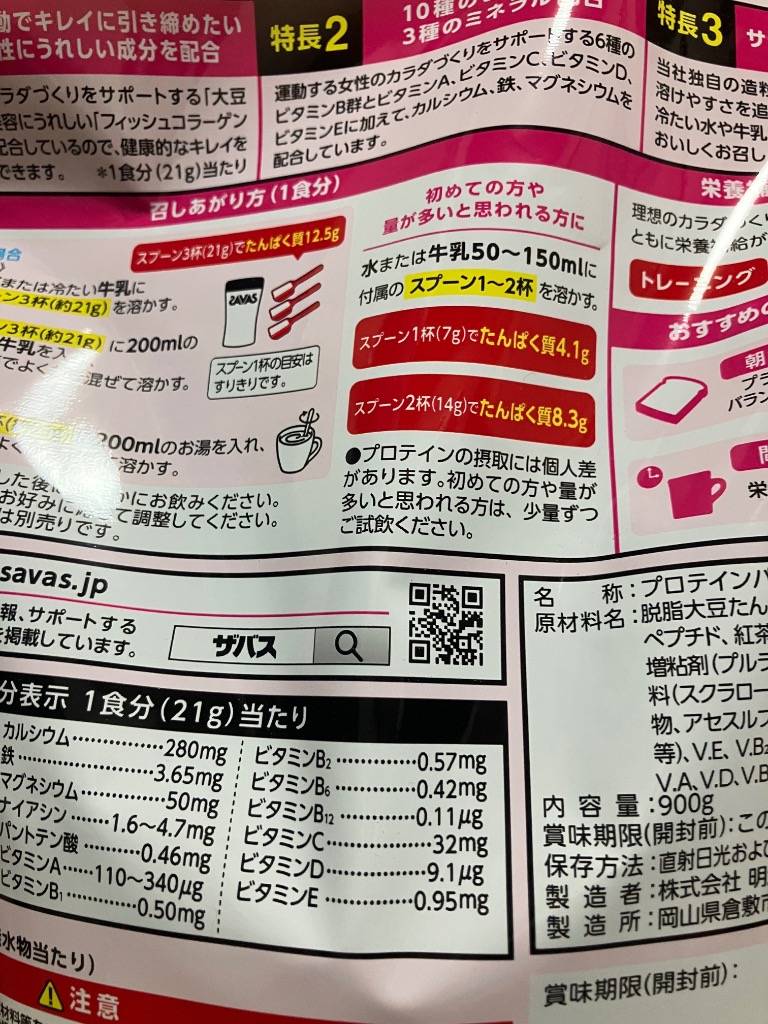 動でキレイに引き締めたい
性にうれしい成分を配合
ラダづくりをサポートする「大豆
美容にうれしい「フィッシュコラーゲン
配合しているので、健康的なキレイを
できます。 *1食分(21g)当たり
特長2
10種の
3種のミネラル配合
運動する女性のカラダづくりをサポートする6種の
ビタミンB群とビタミンA、ビタミンC、ビタミンD、
ビタミンEに加えて、カルシウム、鉄、マグネシウムを
配合しています。
特長3
サ
当社独自の造粒
溶けやすさを追
冷たい水や牛乳
おいしくお召し
召しあがり方(1食分)
場合
または冷たい牛乳に
ーン3杯(約21g)を溶かす。
ン3杯(約21g)に200mlの
牛乳を入
でよく 混ぜて溶かす。
200mlのお湯を入れ、
よく 溶かす。
した後 かにお飲みください。
お好みに応じて調整してください。
は別売りです。
スプーン3杯(21g)でたんぱく質12.5g
SAVAS
スプーン1杯の目安は
すりきりです。
初めての方や
量が多いと思われる方に
水または牛乳50〜150mlに
付属の スプーン1〜2杯 を溶かす。
スプーン1杯(7g)でたんぱく質4.1g
スプーン2杯(14g)でたんぱく質8.3g
●プロテインの摂取には個人差
があります。初めての方や量が
多いと思われる方は、少量ずつ
ご試飲ください。
栄養補
理想のカラダづくり
ともに栄養補給が
トレーニング
おすすめの
朝
プラ
バラン
間
栄
savas.jp
報、サポートする
を掲載しています。
ザバス
分表示 1食分(21g)当たり
カルシウム……………280mg
鉄……………………3.65mg
マグネシウム……………50mg
ナイアシン……1.6〜4.7mg
パントテン酸………0.46mg
ビタミンA……110〜340μg
ビタミンB₁…………0.50mg
ビタミンB₂…………0.57mg
ビタミンB₆…………0.42mg
ビタミンB₁₂…………0.11μg
ビタミンC……………32mg
ビタミンD……………9.1μg
ビタミンE……………0.95mg
水物当たり)
注意
名 称:プロテインパ
原材料名:脱脂大豆たん
ペプチド、紅茶
増粘剤(プルラ
料(スクラロー
物、アセスルフ
等)、V.E、V.B₂
V.A、V.D、V.B
内容量:900g
賞味期限(開封前):この
保存方法:直射日光およ
製造者:株式会社 明
製造所:岡山県倉敷市
賞味期限(開封前):